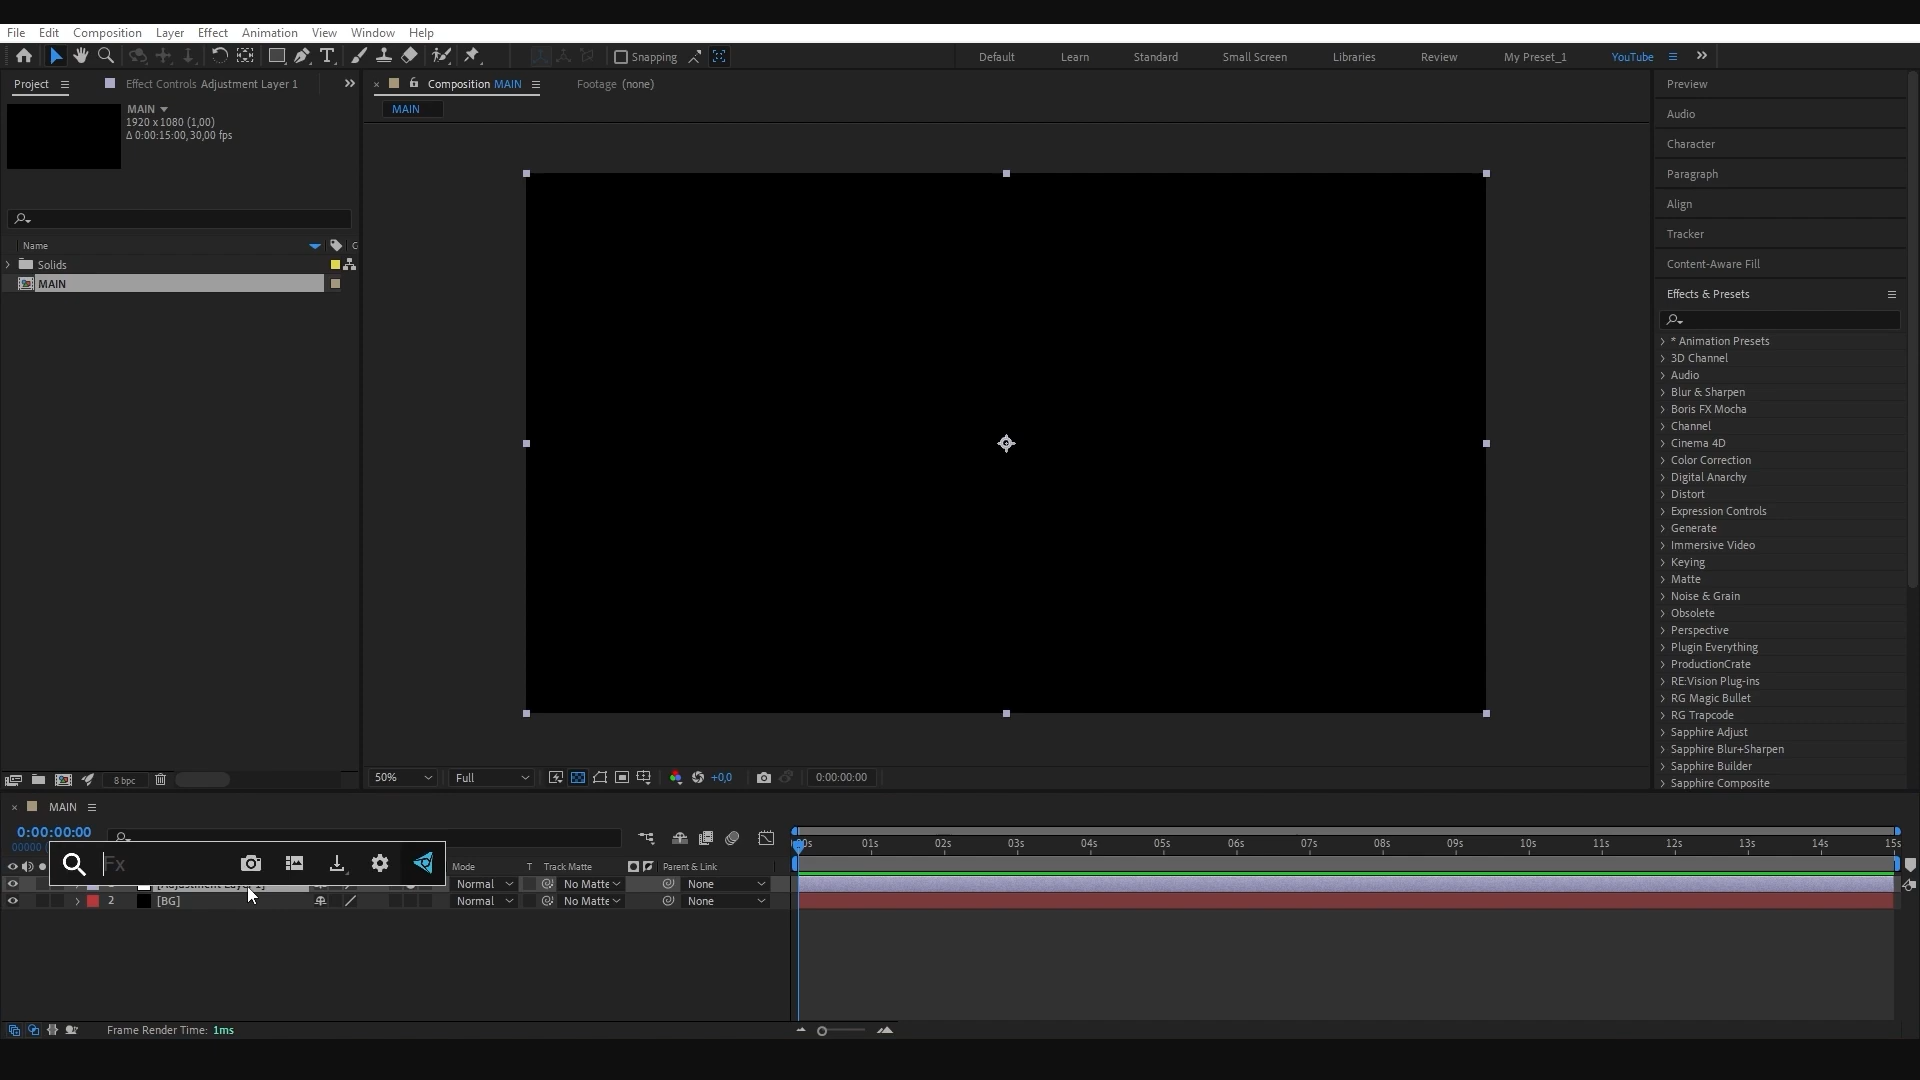 File Edit Composition Layer Effect Animation View Window Help
Snapping
Default Learn Standard Small Screen Libraries Review My Preset_1 YouTube
Project Effect Controls Adjustment Layer 1
Composition MAIN Footage (none)
MAIN
MAIN
1920 x 1080 (1,00)
Δ 0:00:15:00, 30,00 fps
Name C
Solids
MAIN
8 bpc
50% Full +0,0 0:00:00:00
Preview
Audio
Character
Paragraph
Align
Tracker
Content-Aware Fill
Effects & Presets
* Animation Presets
3D Channel
Audio
Blur & Sharpen
Boris FX Mocha
Channel
Cinema 4D
Color Correction
Digital Anarchy
Distort
Expression Controls
Generate
Immersive Video
Keying
Matte
Noise & Grain
Obsolete
Perspective
Plugin Everything
ProductionCrate
RE:Vision Plug-ins
RG Magic Bullet
RG Trapcode
Sapphire Adjust
Sapphire Blur+Sharpen
Sapphire Builder
Sapphire Composite
MAIN
0:00:00:00
00000
Fx
Mode T Track Matte Parent & Link
[Adjustment Layer 1] Normal No Matte None
2 [BG] Normal No Matte None
00s 01s 02s 03s 04s 05s 06s 07s 08s 09s 10s 11s 12s 13s 14s 15s
Frame Render Time: 1ms